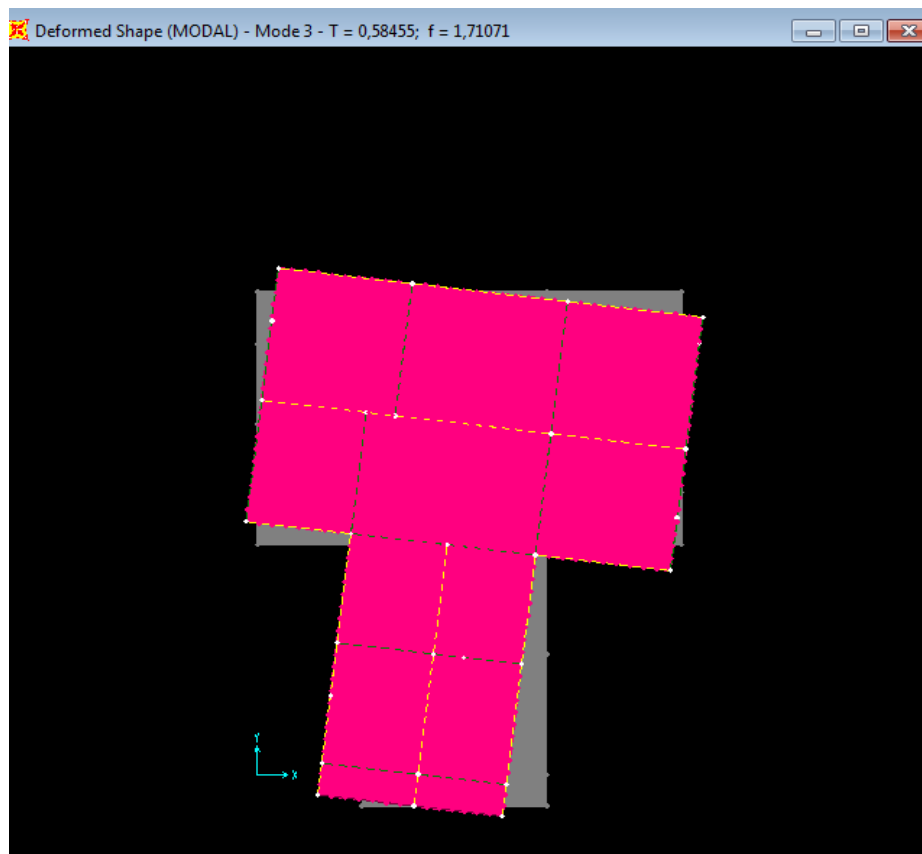 Deformed Shape (MODAL) - Mode 3 - T = 0,58455; f = 1,71071
Y
X